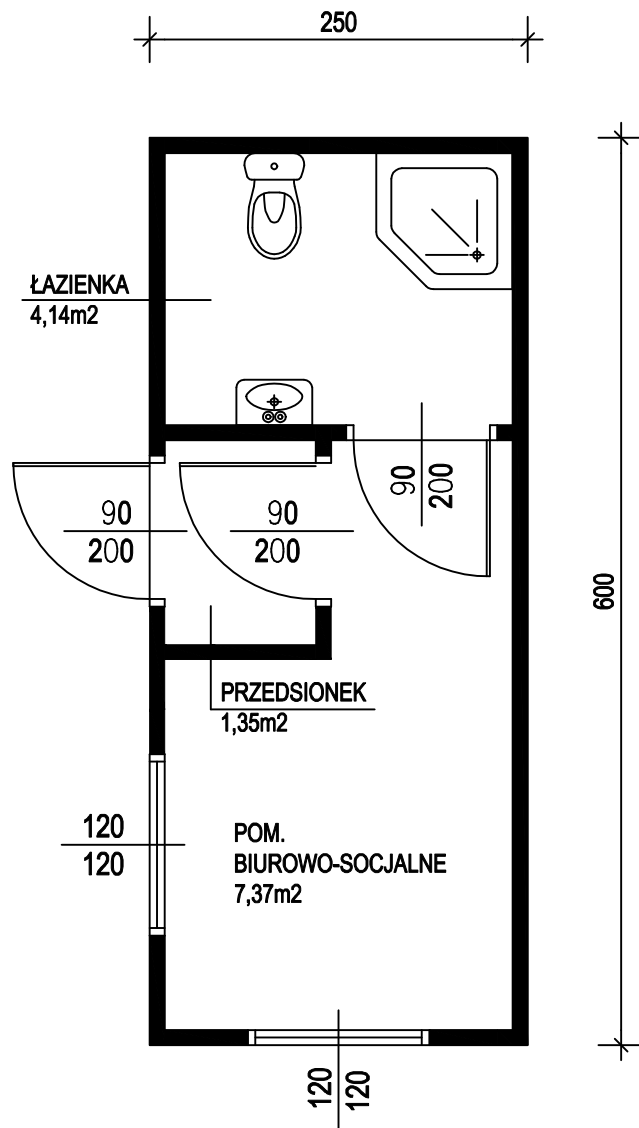 250
ŁAZIENKA
4,14m2
90
200
90
200
90
200
600
PRZEDSIONEK
1,35m2
120
120
POM.
BIUROWO-SOCJALNE
7,37m2
120
120